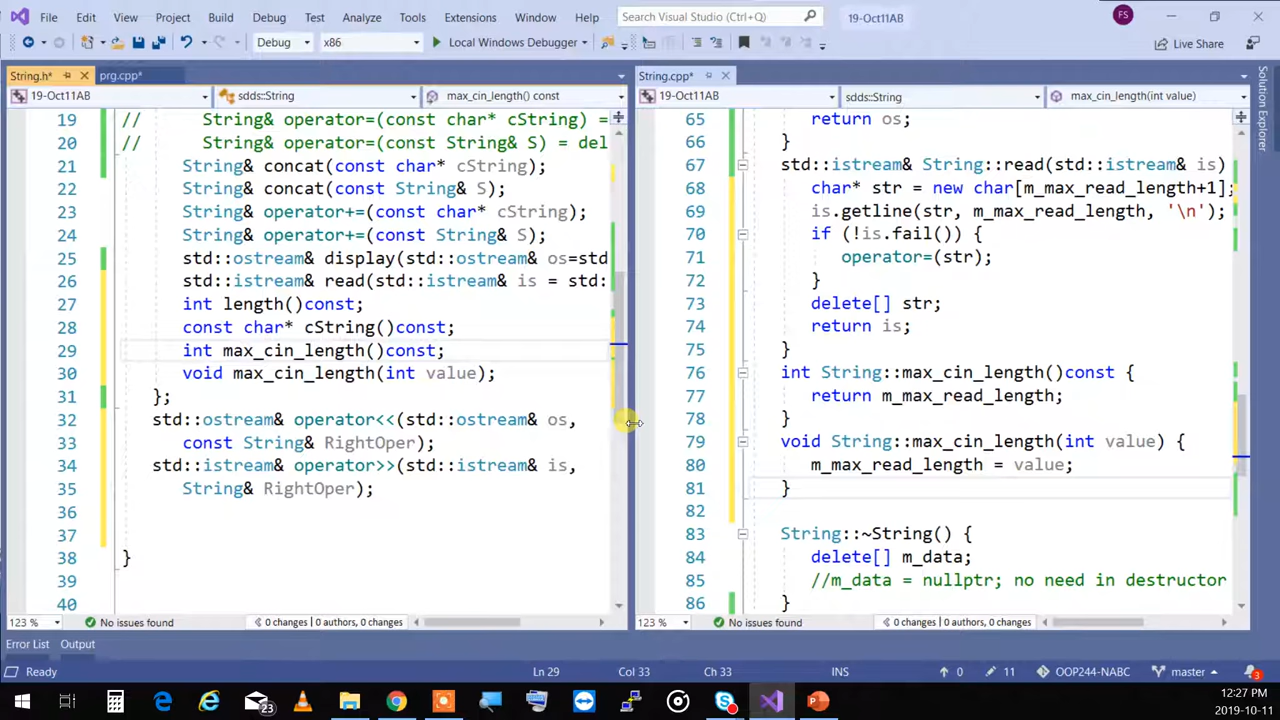 File Edit View Project Build Debug Test Analyze Tools Extensions Window Help Search Visual Studio (Ctrl+Q) 19-Oct11AB FS
Debug x86 Local Windows Debugger Live Share
String.h* prg.cpp*
19-Oct11AB sdds::String max_cin_length() const
19 // String& operator=(const char* cString) =
20 // String& operator=(const String& S) = del
21 String& concat(const char* cString);
22 String& concat(const String& S);
23 String& operator+=(const char* cString);
24 String& operator+=(const String& S);
25 std::ostream& display(std::ostream& os=std
26 std::istream& read(std::istream& is = std:
27 int length()const;
28 const char* cString()const;
29 int max_cin_length()const;
30 void max_cin_length(int value);
31 };
32 std::ostream& operator<<(std::ostream& os,
33 const String& RightOper);
34 std::istream& operator>>(std::istream& is,
35 String& RightOper);
36
37
38 }
39
40
123 % No issues found 0 changes | 0 authors, 0 changes
String.cpp*
19-Oct11AB sdds::String max_cin_length(int value)
65 return os;
66 }
67 std::istream& String::read(std::istream& is)
68 char* str = new char[m_max_read_length+1];
69 is.getline(str, m_max_read_length, '\n');
70 if (!is.fail()) {
71 operator=(str);
72 }
73 delete[] str;
74 return is;
75 }
76 int String::max_cin_length()const {
77 return m_max_read_length;
78 }
79 void String::max_cin_length(int value) {
80 m_max_read_length = value;
81 }
82
83 String::~String() {
84 delete[] m_data;
85 //m_data = nullptr; no need in destructor
86 }
123 % No issues found 0 changes | 0 authors, 0 changes
Solution Explorer
Error List Output
Ready Ln 29 Col 33 Ch 33 INS 0 11 OOP244-NABC master 3
23
12:27 PM
2019-10-11